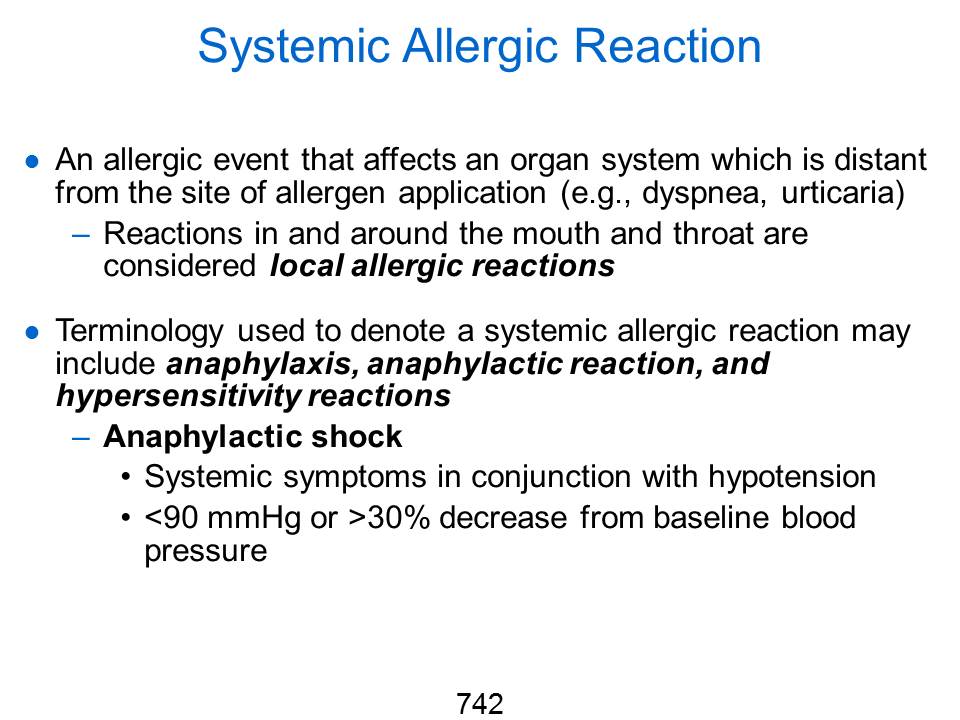 Systemic Allergic Reaction
● An allergic event that affects an organ system which is distant
from the site of allergen application (e.g., dyspnea, urticaria)
– Reactions in and around the mouth and throat are
considered local allergic reactions
● Terminology used to denote a systemic allergic reaction may
include anaphylaxis, anaphylactic reaction, and
hypersensitivity reactions
– Anaphylactic shock
• Systemic symptoms in conjunction with hypotension
• <90 mmHg or >30% decrease from baseline blood
pressure
742